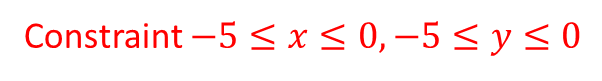 Constraint −5 ≤ x ≤ 0, −5 ≤ y ≤ 0